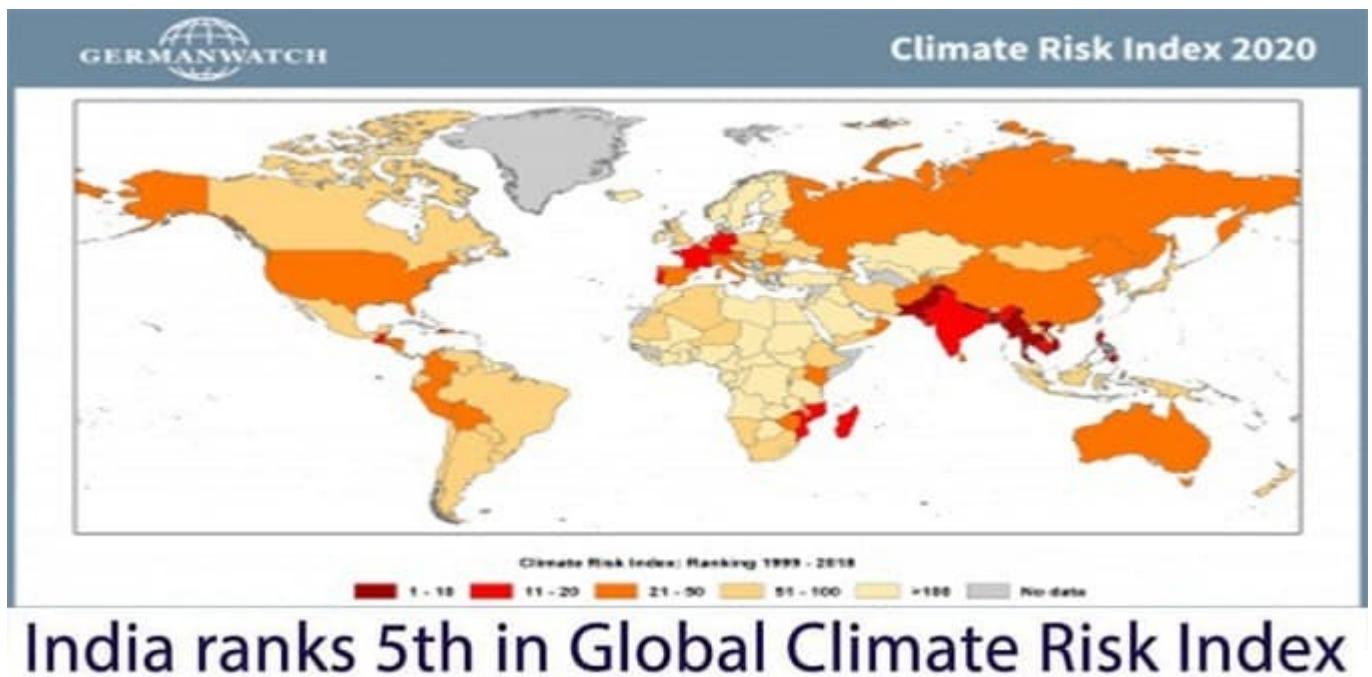 GERMANWATCH
Climate Risk Index 2020
Climate Risk Index: Ranking 1999 - 2018
1 - 10 11 - 20 21 - 50 51 - 100 >100 No data
India ranks 5th in Global Climate Risk Index